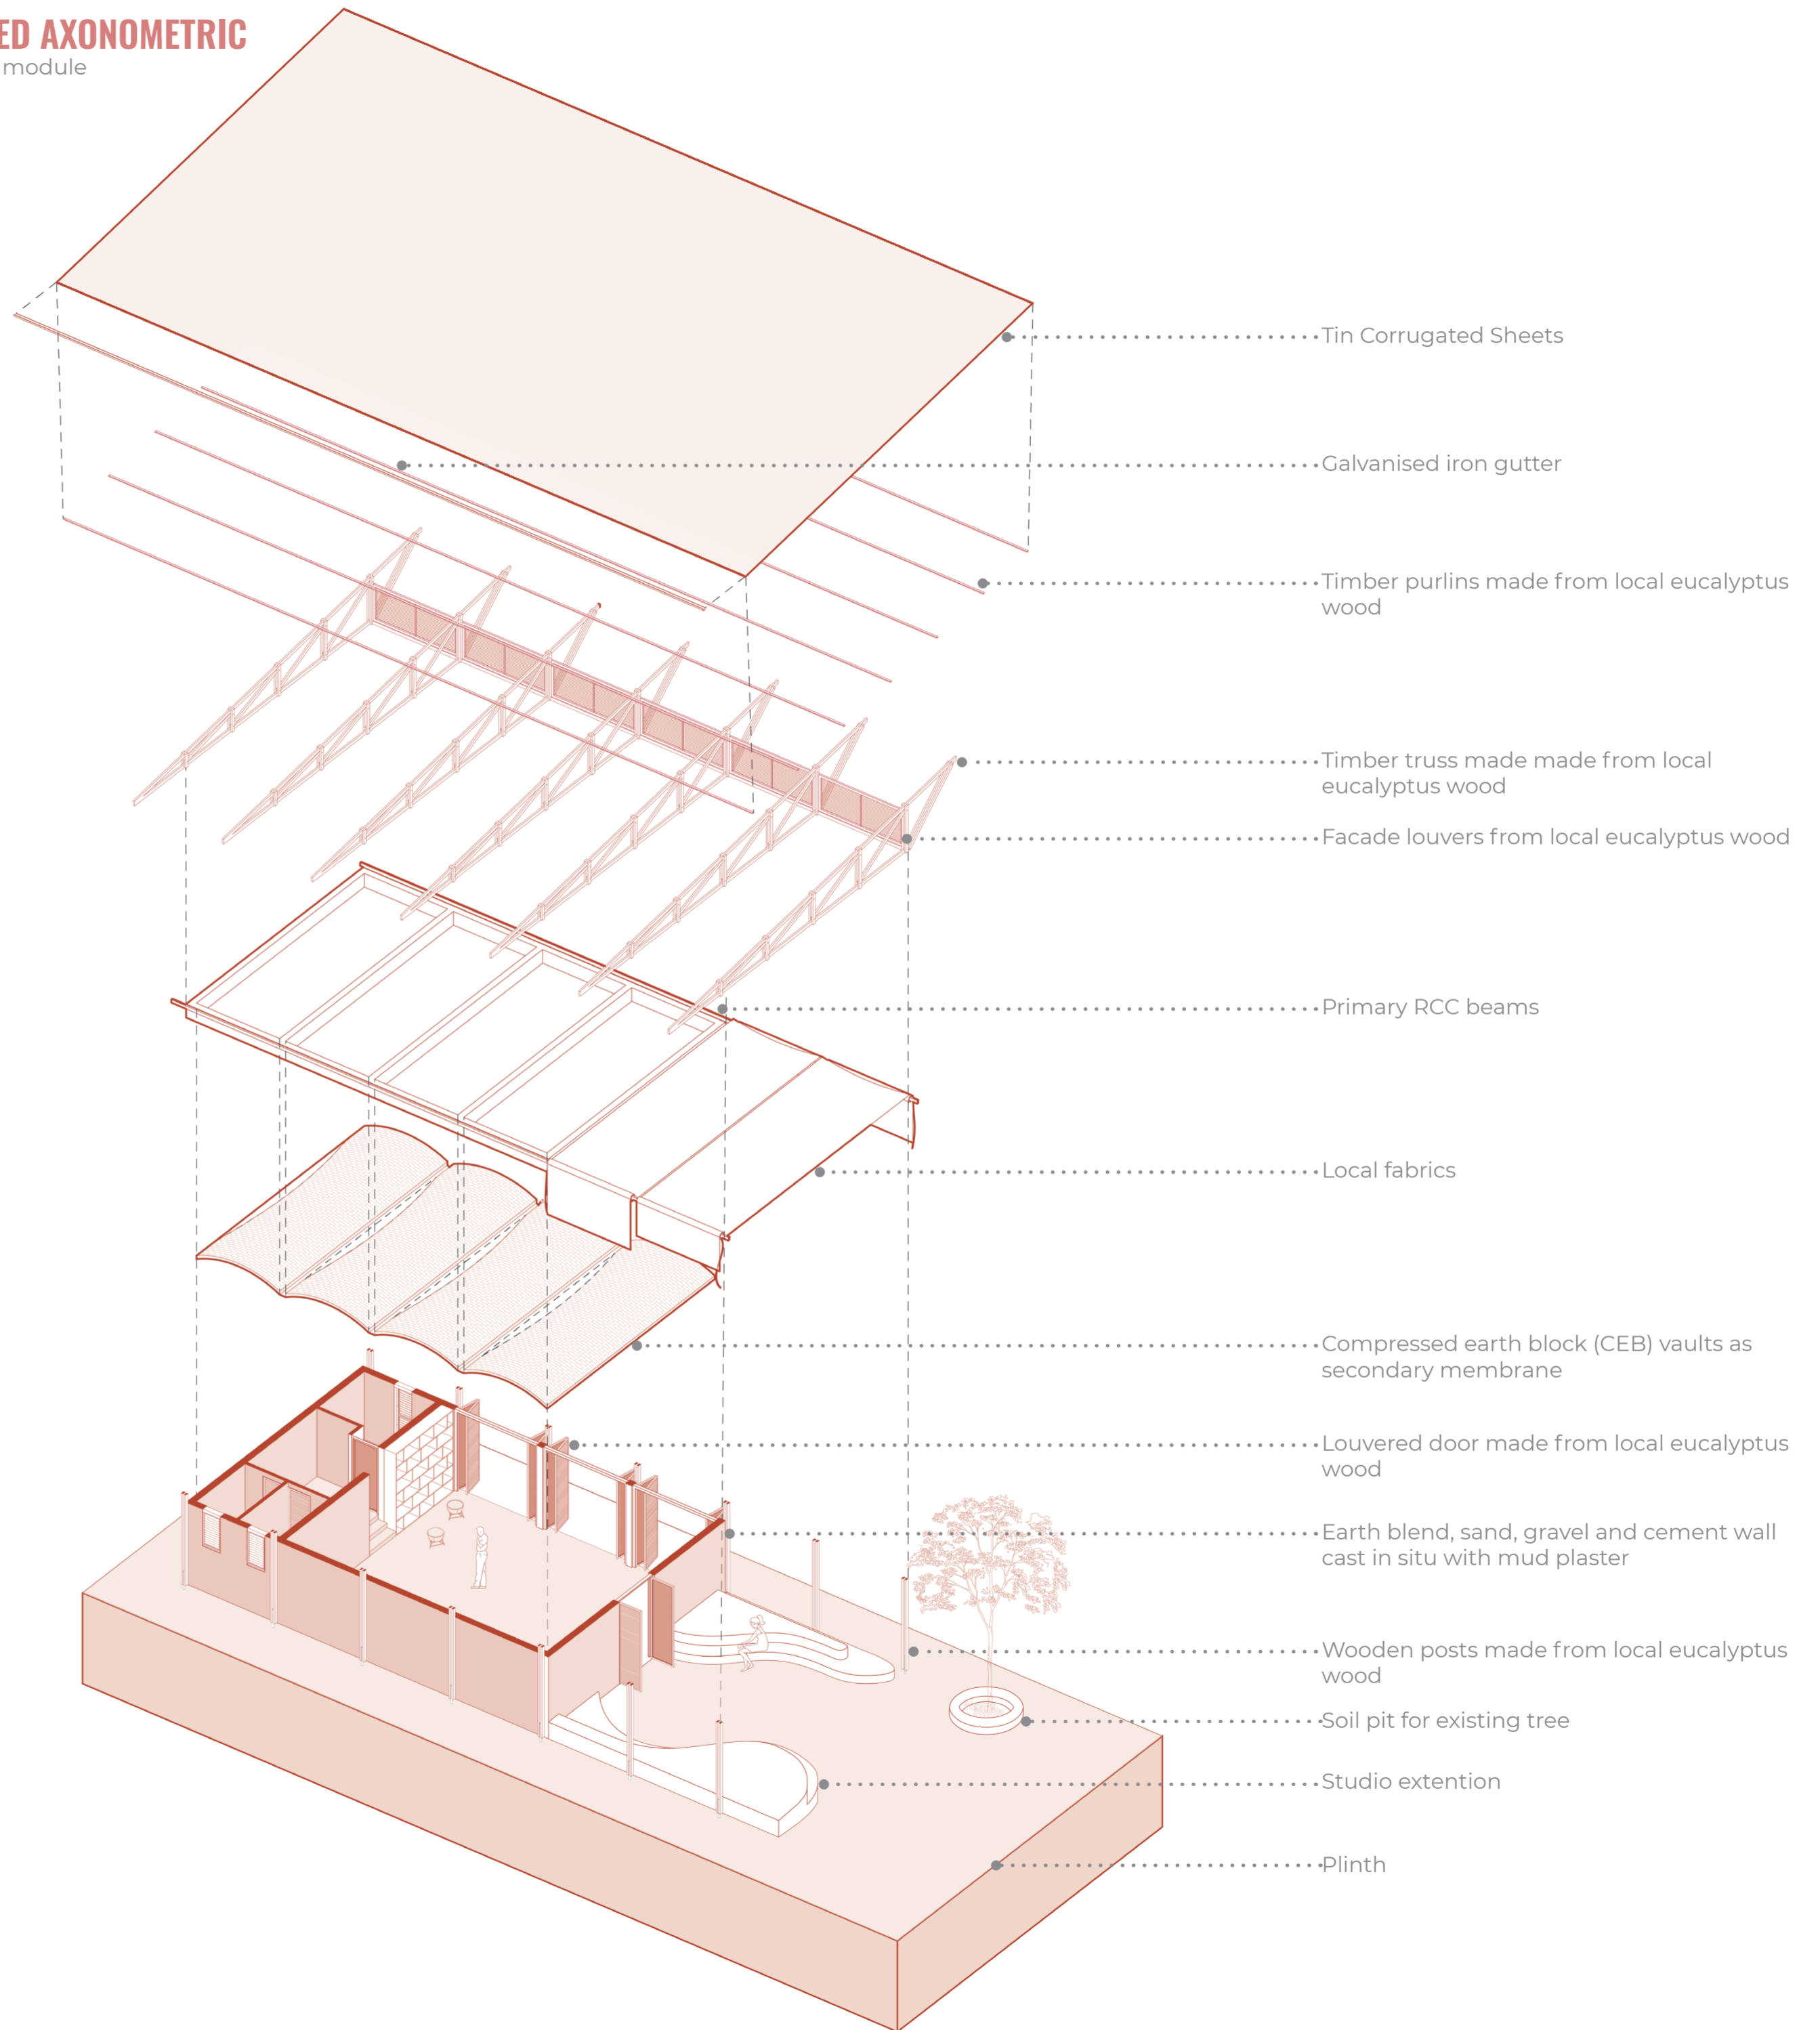 ED AXONOMETRIC
module
Tin Corrugated Sheets
Galvanised iron gutter
Timber purlins made from local eucalyptus
wood
Timber truss made made from local
eucalyptus wood
Facade louvers from local eucalyptus wood
Primary RCC beams
Local fabrics
Compressed earth block (CEB) vaults as
secondary membrane
Louvered door made from local eucalyptus
wood
Earth blend, sand, gravel and cement wall
cast in situ with mud plaster
Wooden posts made from local eucalyptus
wood
Soil pit for existing tree
Studio extention
Plinth